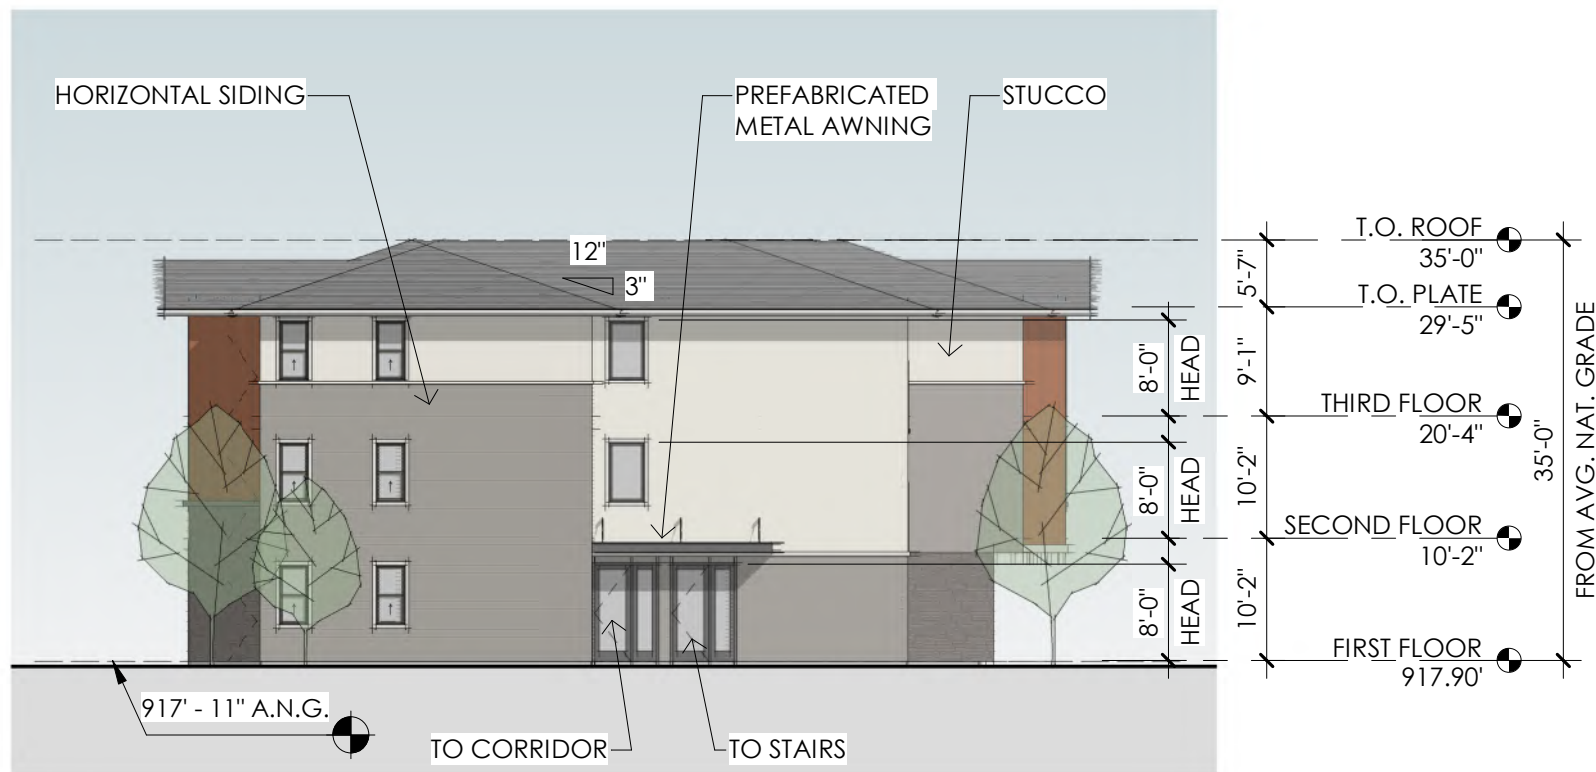 HORIZONTAL SIDING
PREFABRICATED
METAL AWNING
STUCCO
12"
3"
T.O. ROOF
35'-0"
5'-7"
T.O. PLATE
29'-5"
8'-0"
HEAD
9'-1"
THIRD FLOOR
20'-4"
8'-0"
HEAD
10'-2"
SECOND FLOOR
10'-2"
8'-0"
HEAD
10'-2"
FIRST FLOOR
917.90'
35'-0"
FROM AVG. NAT. GRADE
917' - 11" A.N.G.
TO CORRIDOR
TO STAIRS